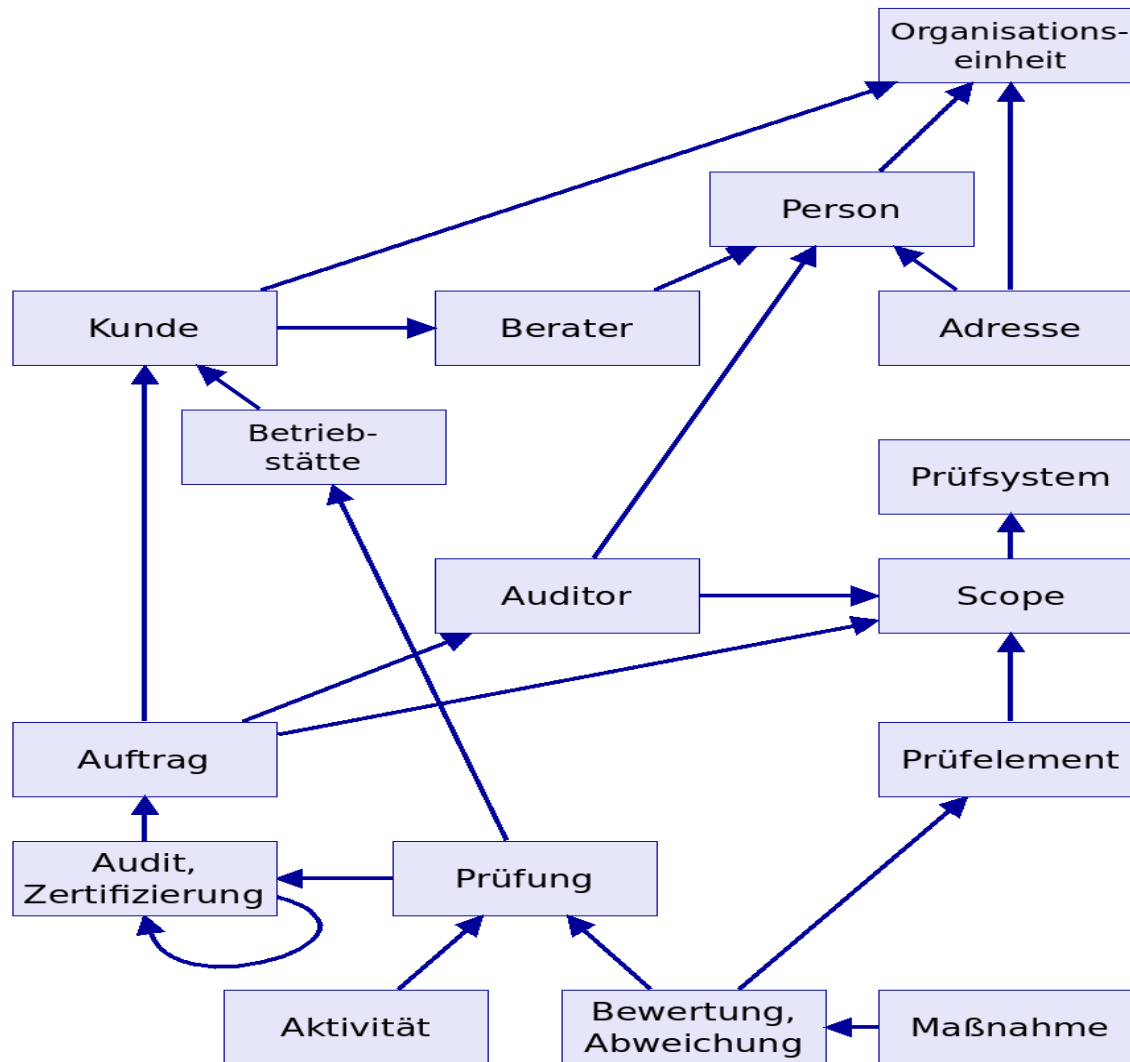 Organisations-
einheit
Person
Kunde
Berater
Adresse
Betrieb-
stätte
Prüfsystem
Auditor
Scope
Auftrag
Prüfelement
Audit,
Zertifizierung
Prüfung
Aktivität
Bewertung,
Abweichung
Maßnahme